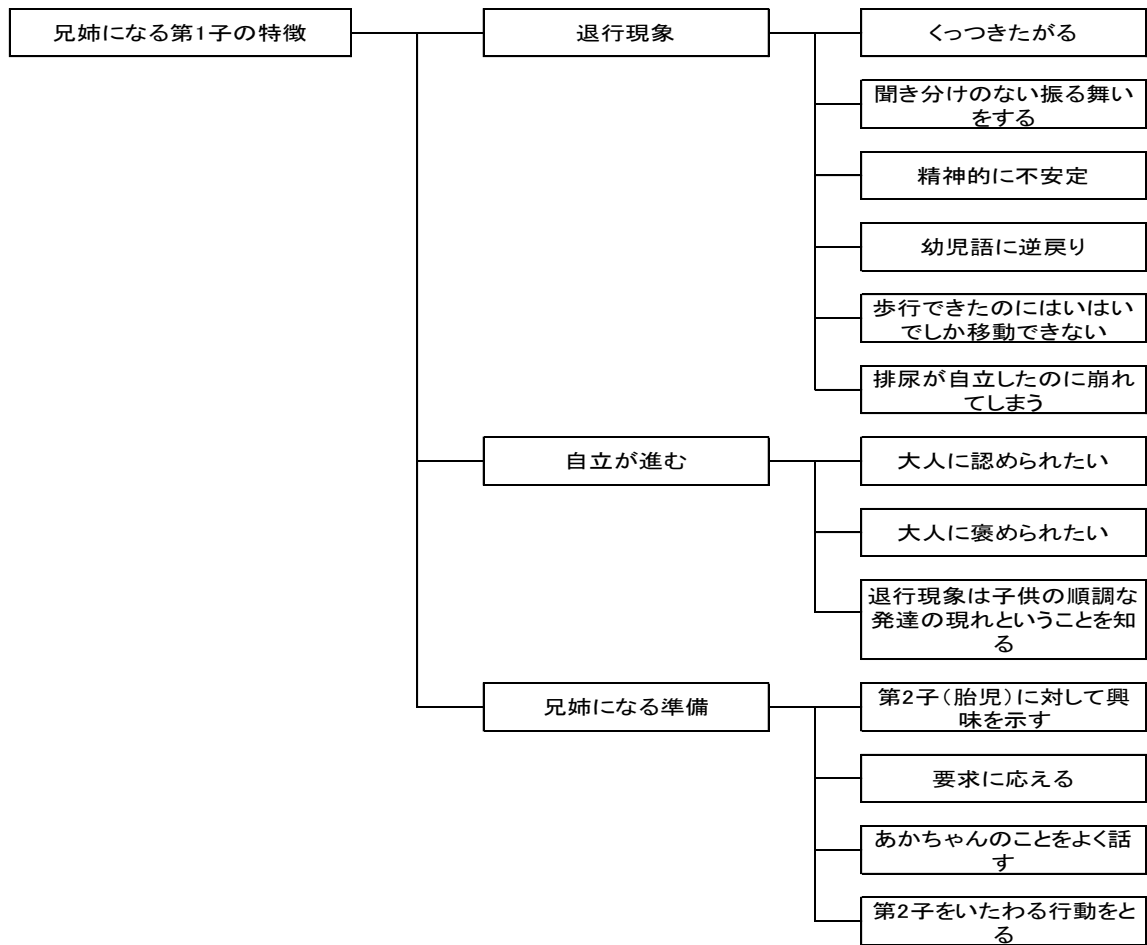 兄姉になる第1子の特徴
退行現象
くっつきたがる
聞き分けのない振る舞い
をする
精神的に不安定
幼児語に逆戻り
歩行できたのにはいはい
でしか移動できない
排尿が自立したのに崩れ
てしまう
自立が進む
大人に認められたい
大人に褒められたい
退行現象は子供の順調な
発達の現れということを知
る
兄姉になる準備
第2子（胎児）に対して興
味を示す
要求に応える
あかちゃんのことをよく話
す
第2子をいたわる行動をと
る